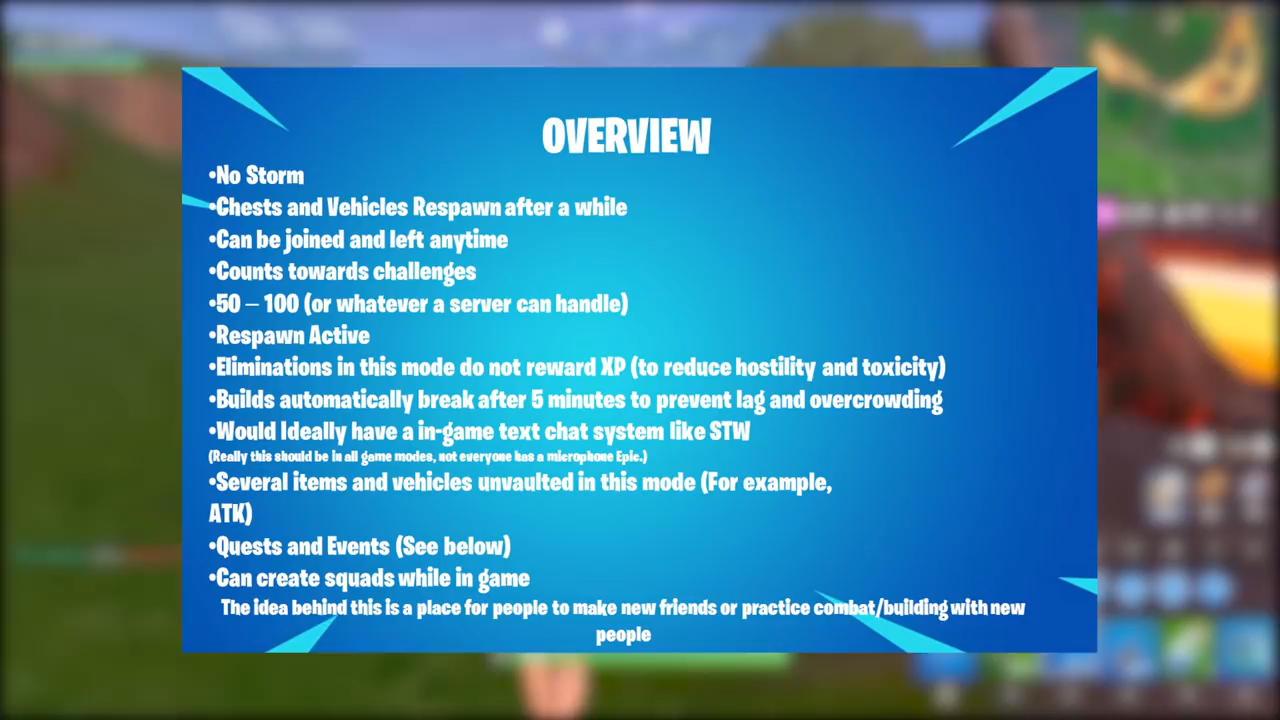 OVERVIEW
•No Storm
•Chests and Vehicles Respawn after a while
•Can be joined and left anytime
•Counts towards challenges
•50 – 100 (or whatever a server can handle)
•Respawn Active
•Eliminations in this mode do not reward XP (to reduce hostility and toxicity)
•Builds automatically break after 5 minutes to prevent lag and overcrowding
•Would Ideally have a in-game text chat system like STW
(Really this should be in all game modes, not everyone has a microphone Epic.)
•Several items and vehicles unvaulted in this mode (For example,
ATK)
•Quests and Events (See below)
•Can create squads while in game
The idea behind this is a place for people to make new friends or practice combat/building with new
people